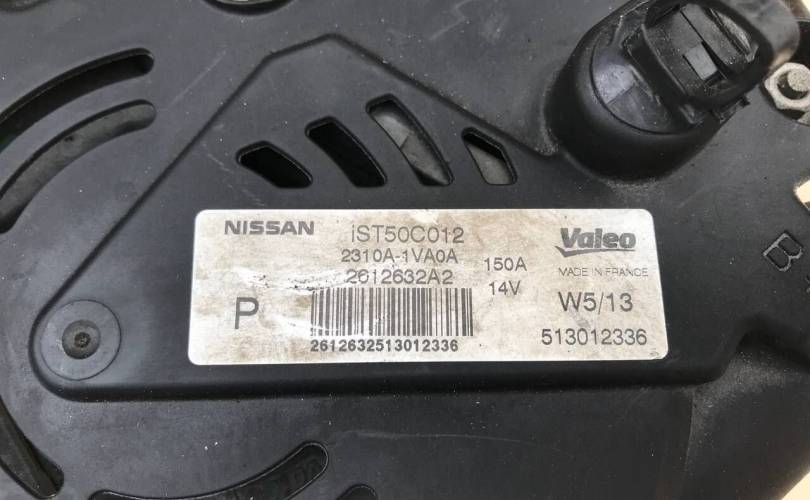 NISSAN iST50C012 Valeo
2310A-1VA0A 150A MADE IN FRANCE
2612632A2 14V W5/13
P 513012336
2612632513012336
B